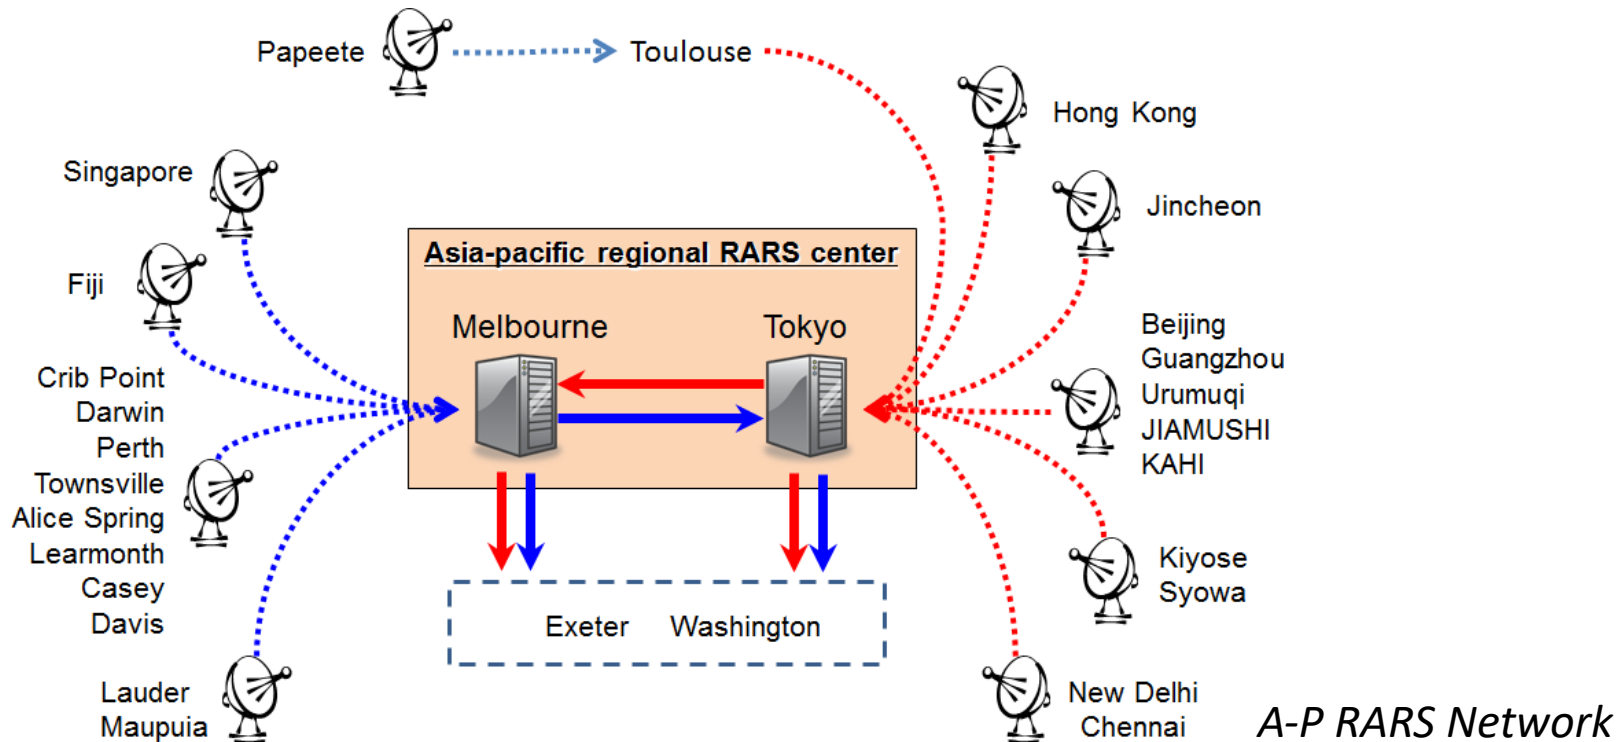 Papeete
Toulouse
Hong Kong
Singapore
Jincheon
Asia-pacific regional RARS center
Fiji
Melbourne
Tokyo
Beijing
Guangzhou
Urumuqi
JIAMUSHI
KAHI
Crib Point
Darwin
Perth
Townsville
Alice Spring
Learmonth
Casey
Davis
Kiyose
Syowa
Exeter Washington
Lauder
Maupuia
New Delhi
Chennai
A-P RARS Network